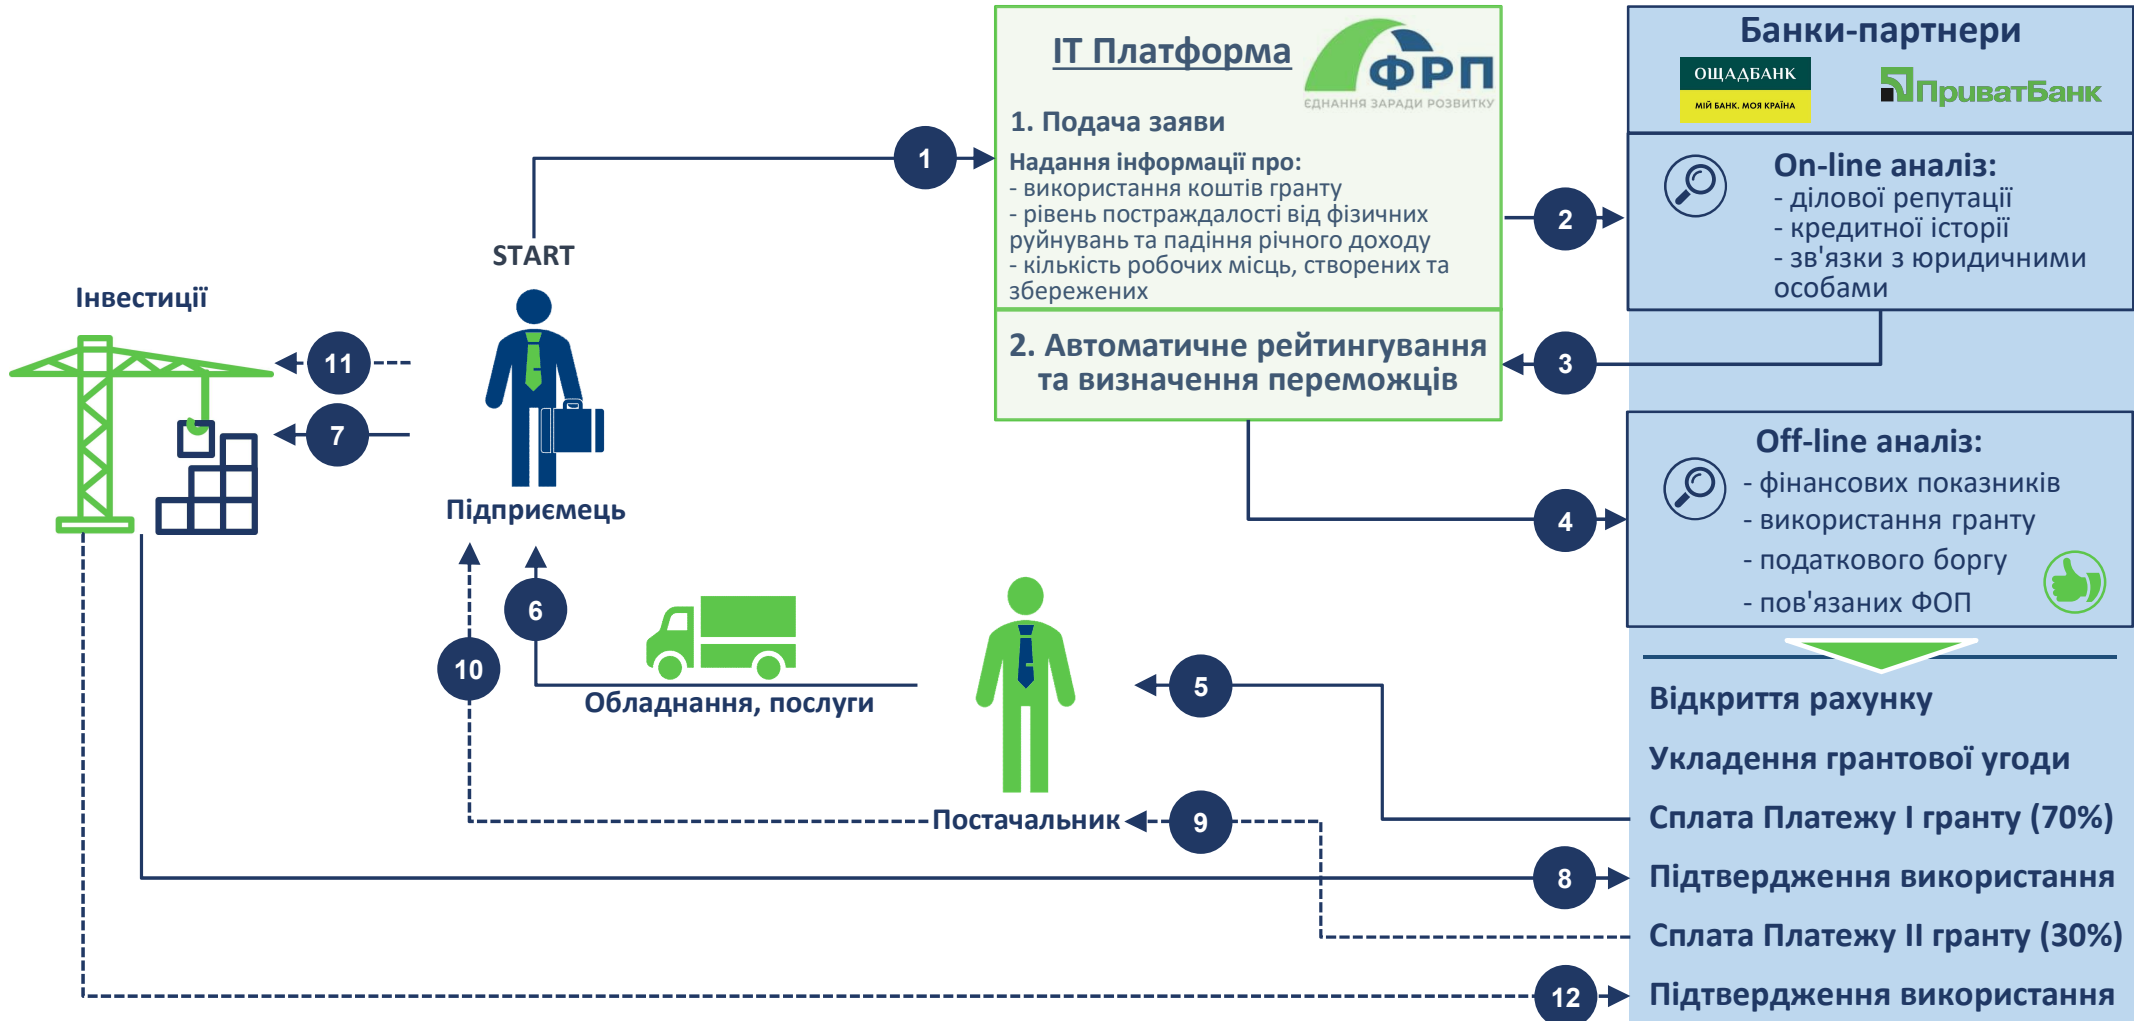 ІТ Платформа
ФРП
ЄДНАННЯ ЗАРАДИ РОЗВИТКУ
1. Подача заяви
Надання інформації про:
- використання коштів гранту
- рівень постраждалості від фізичних
руйнувань та падіння річного доходу
- кількість робочих місць, створених та
збережених
2. Автоматичне рейтингування
та визначення переможців
Банки-партнери
ОЩАДБАНК
МІЙ БАНК. МОЯ КРАЇНА
ПриватБанк
On-line аналіз:
- ділової репутації
- кредитної історії
- зв'язки з юридичними
особами
Off-line аналіз:
- фінансових показників
- використання гранту
- податкового боргу
- пов'язаних ФОП
Відкриття рахунку
Укладення грантової угоди
Сплата Платежу І гранту (70%)
Підтвердження використання
Сплата Платежу ІІ гранту (30%)
Підтвердження використання
START
Підприємець
Інвестиції
Обладнання, послуги
Постачальник
1
2
3
4
5
6
7
8
9
10
11
12